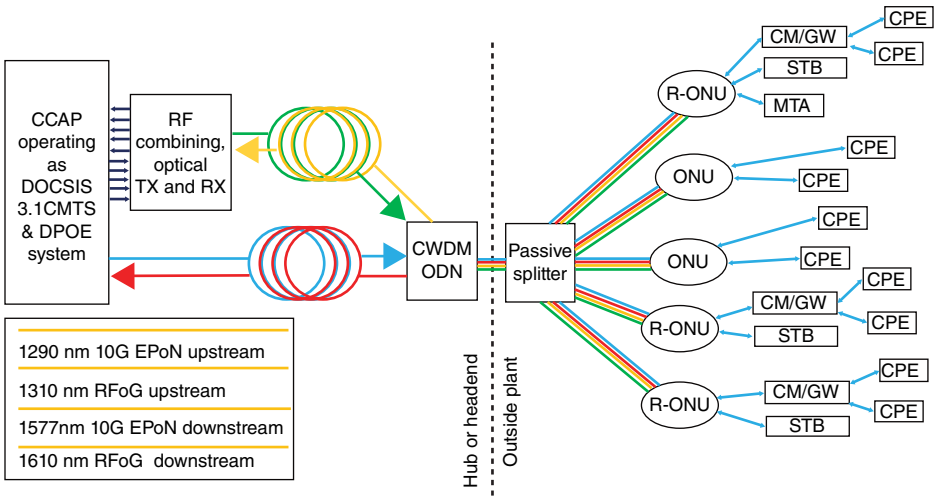 CCAP
operating
as
DOCSIS
3.1CMTS
& DPOE
system
RF
combining,
optical
TX and RX
CWDM
ODN
Hub or headend
Outside plant
Passive
splitter
R-ONU
CM/GW
CPE
CPE
STB
MTA
ONU
CPE
CPE
ONU
CPE
CPE
R-ONU
CM/GW
CPE
CPE
STB
R-ONU
CM/GW
CPE
CPE
STB
1290 nm 10G EPoN upstream
1310 nm RFoG upstream
1577nm 10G EPoN downstream
1610 nm RFoG downstream